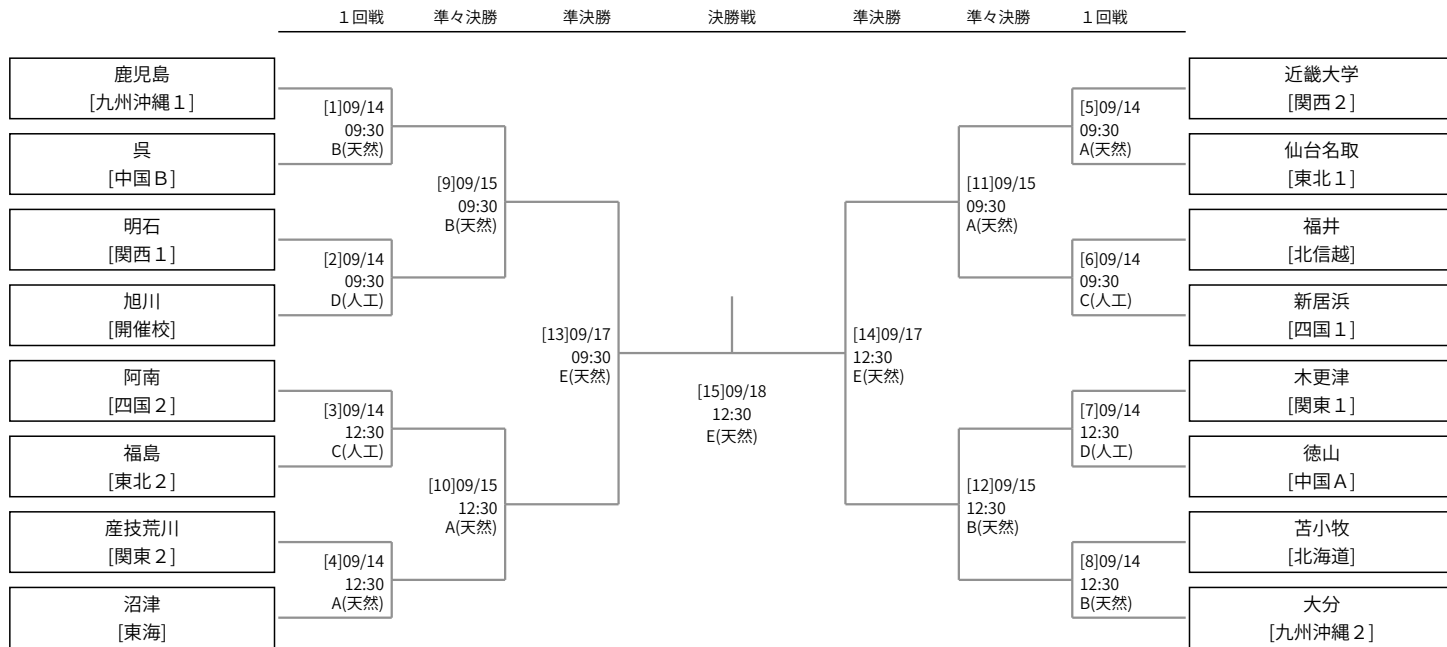 １回戦
準々決勝
準決勝
決勝戦
準決勝
準々決勝
１回戦
鹿児島
[九州沖縄１]
呉
[中国Ｂ]
明石
[関西１]
旭川
[開催校]
阿南
[四国２]
福島
[東北２]
産技荒川
[関東２]
沼津
[東海]
[1]09/14
09:30
B(天然)
[2]09/14
09:30
D(人工)
[3]09/14
12:30
C(人工)
[4]09/14
12:30
A(天然)
[9]09/15
09:30
B(天然)
[10]09/15
12:30
A(天然)
[13]09/17
09:30
E(天然)
[15]09/18
12:30
E(天然)
[14]09/17
12:30
E(天然)
[11]09/15
09:30
A(天然)
[12]09/15
12:30
B(天然)
[5]09/14
09:30
A(天然)
[6]09/14
09:30
C(人工)
[7]09/14
12:30
D(人工)
[8]09/14
12:30
B(天然)
近畿大学
[関西２]
仙台名取
[東北１]
福井
[北信越]
新居浜
[四国１]
木更津
[関東１]
徳山
[中国Ａ]
苫小牧
[北海道]
大分
[九州沖縄２]